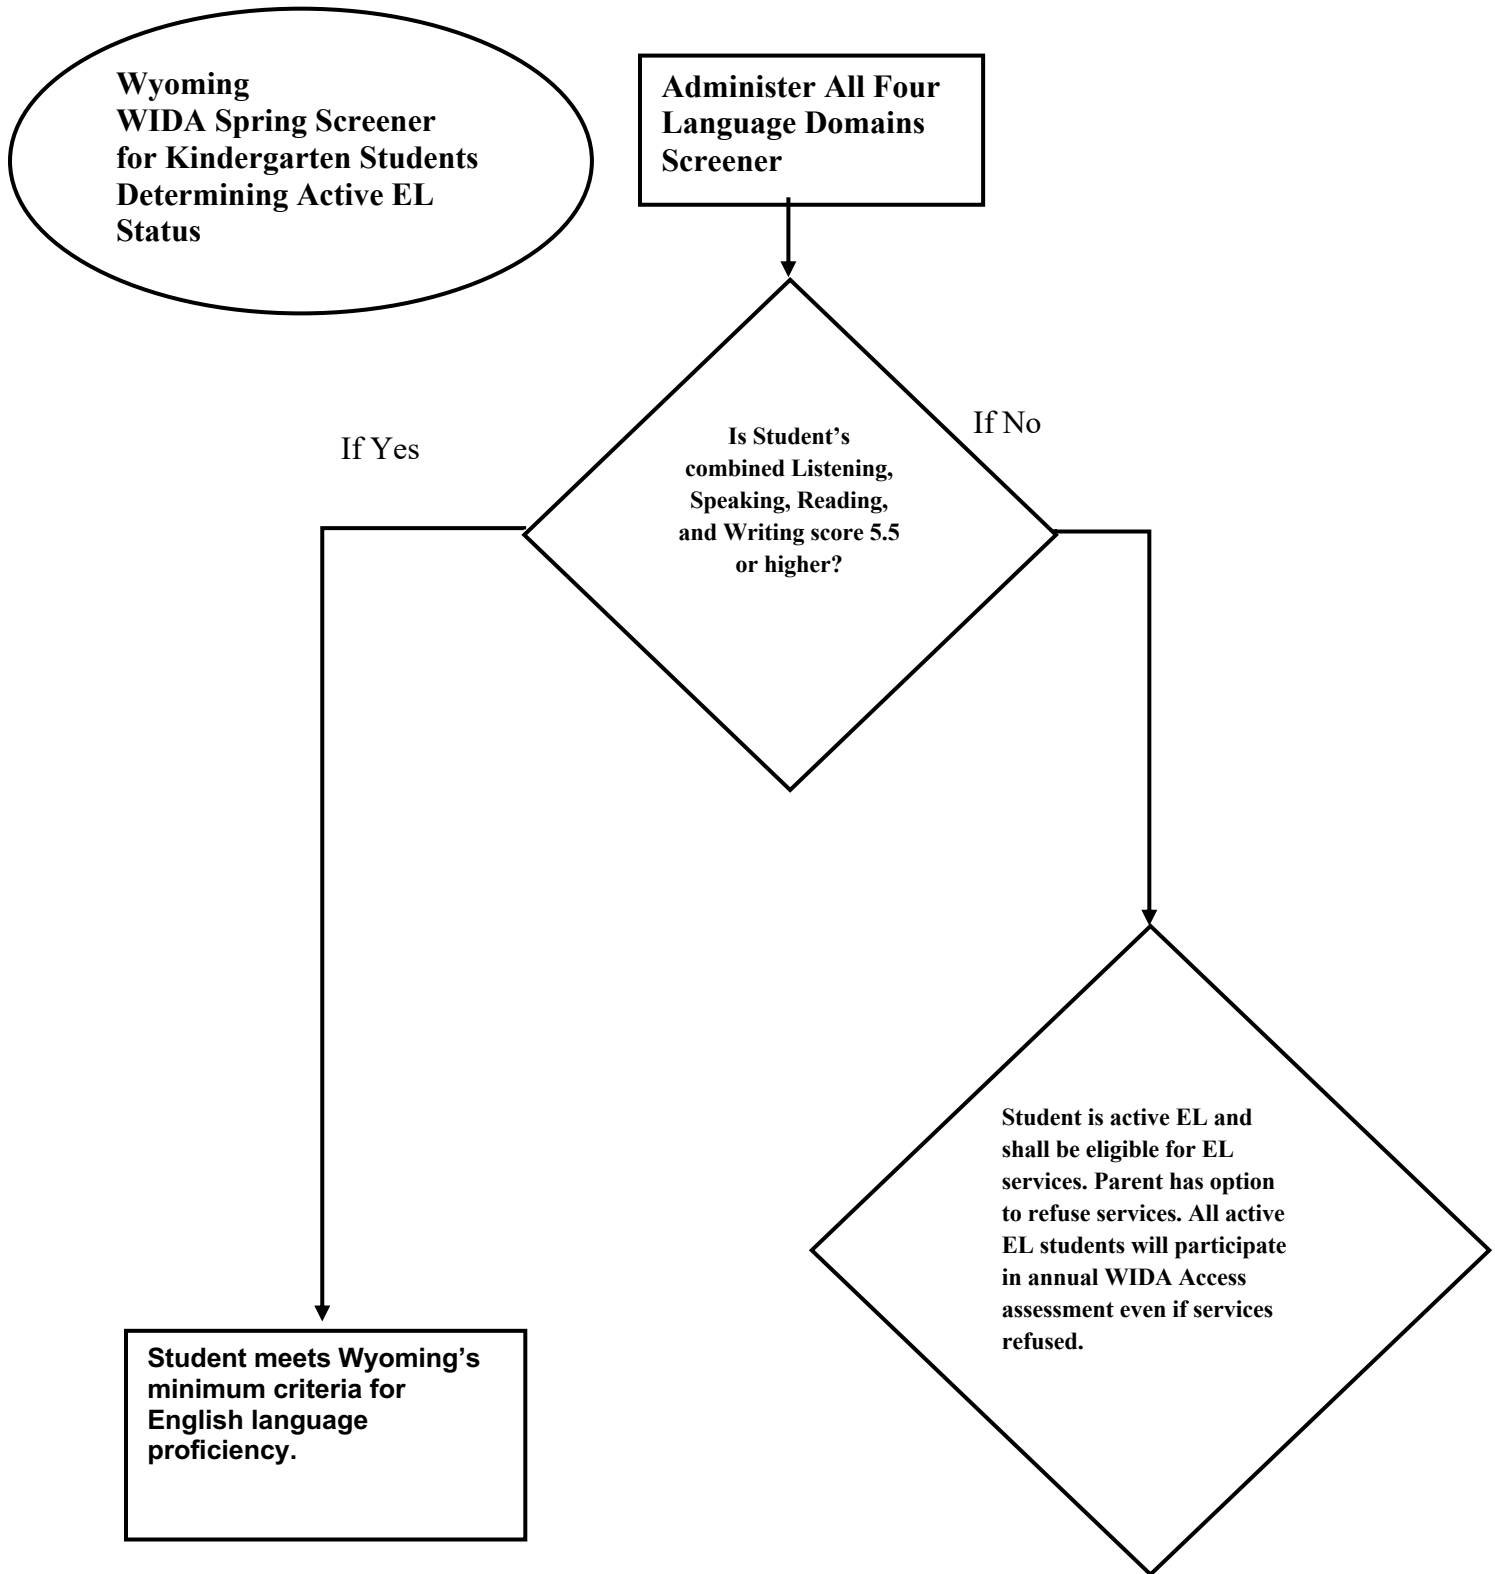 Wyoming
WIDA Spring Screener
for Kindergarten Students
Determining Active EL
Status
Administer All Four
Language Domains
Screener
If Yes
If No
Is Student’s
combined Listening,
Speaking, Reading,
and Writing score 5.5
or higher?
Student is active EL and
shall be eligible for EL
services. Parent has option
to refuse services. All active
EL students will participate
in annual WIDA Access
assessment even if services
refused.
Student meets Wyoming’s
minimum criteria for
English language
proficiency.